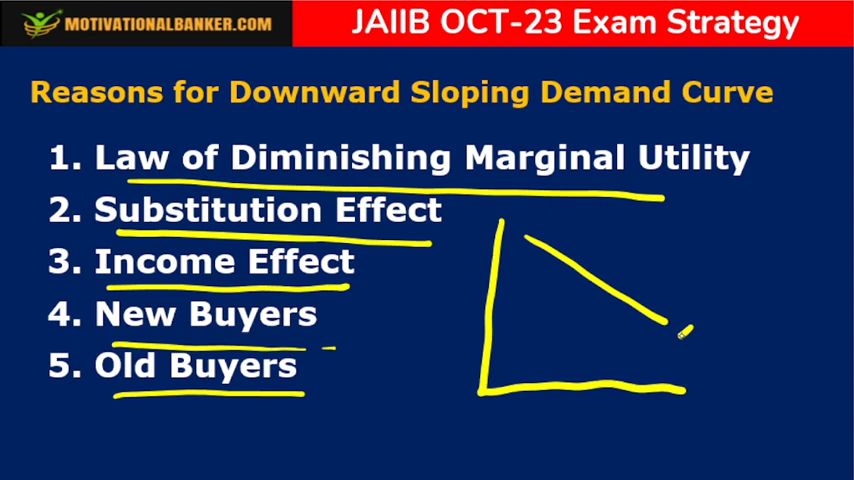 MOTIVATIONALBANKER.COM
JAIIB OCT-23 Exam Strategy
Reasons for Downward Sloping Demand Curve
1. Law of Diminishing Marginal Utility
2. Substitution Effect
3. Income Effect
4. New Buyers
5. Old Buyers